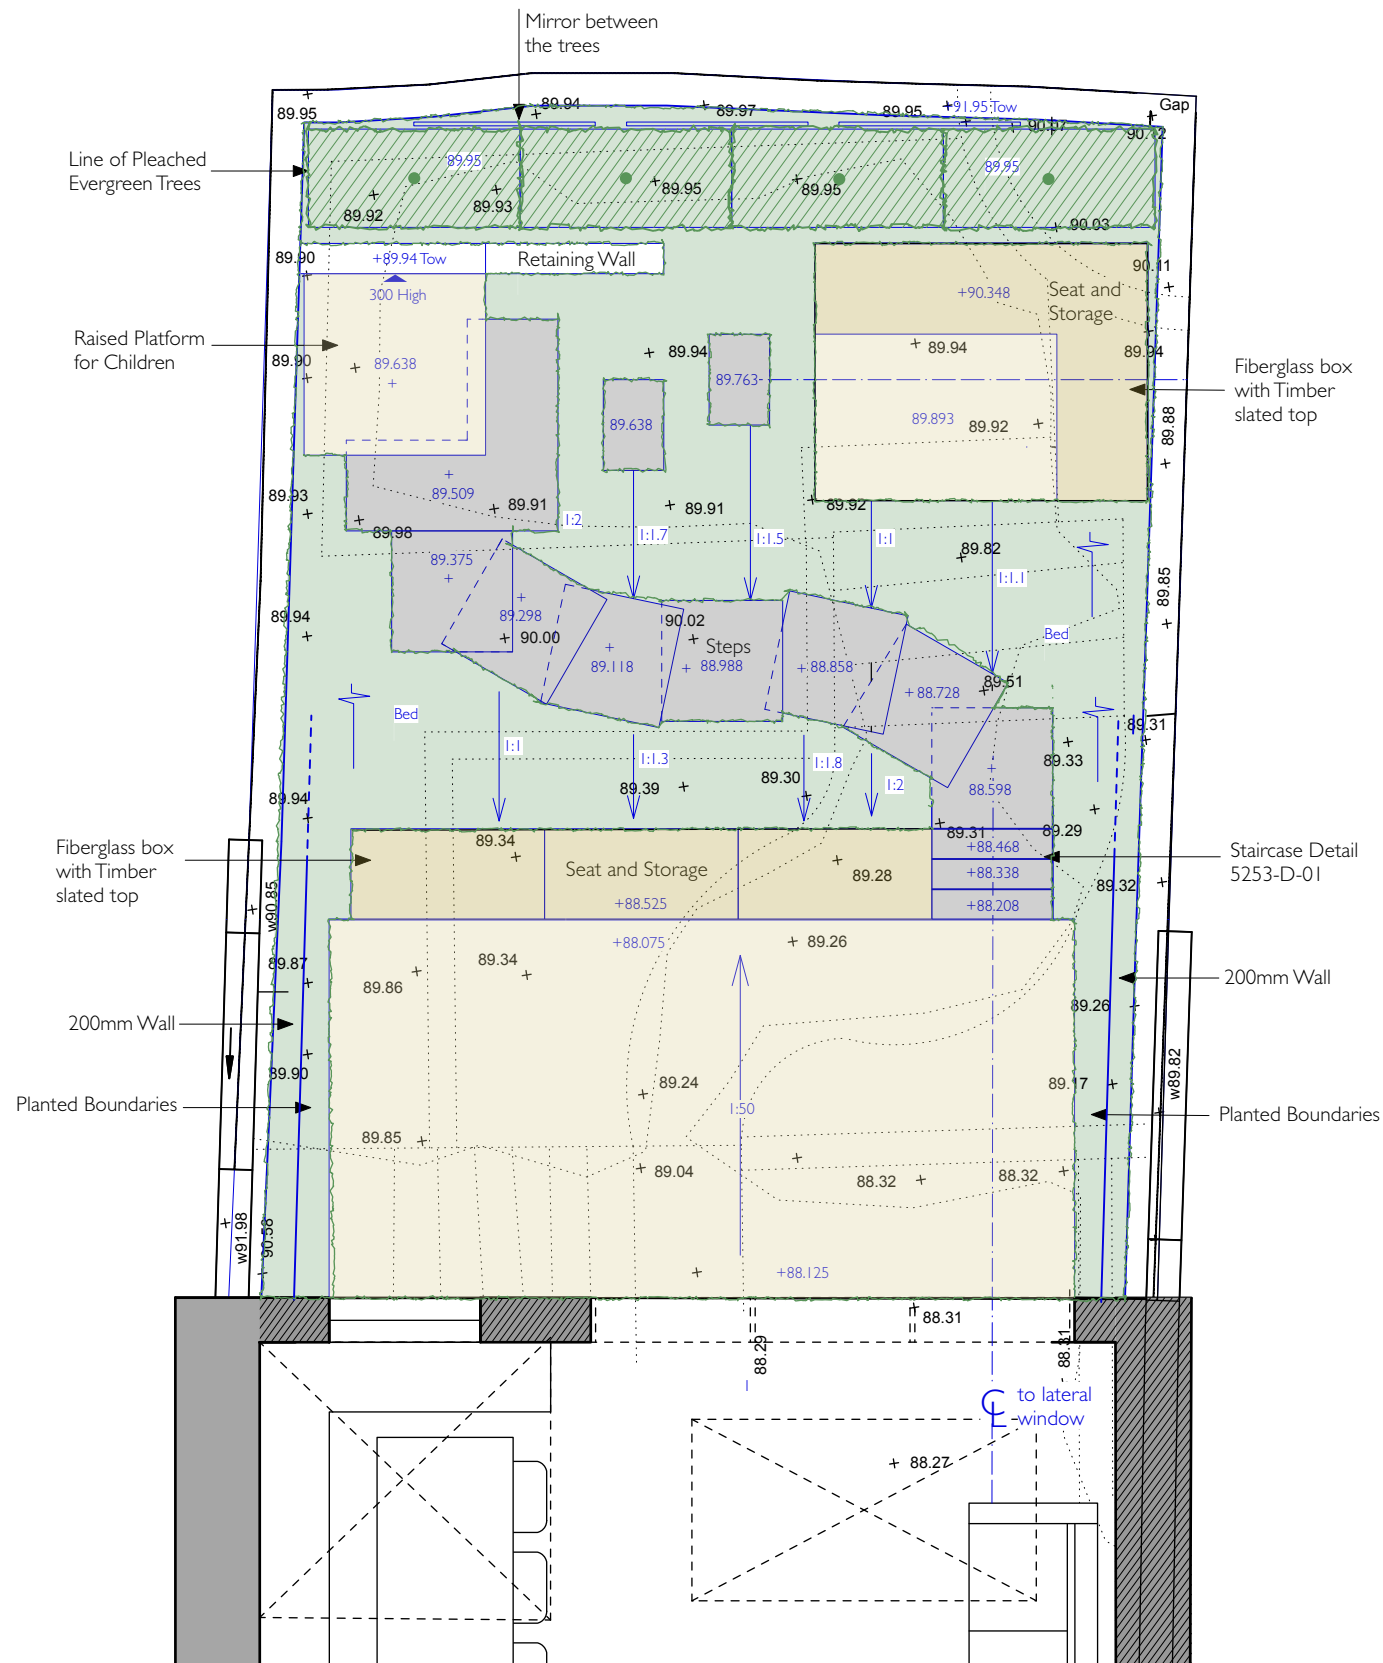 Mirror between
the trees
89.95
89.94
89.97
89.95
+91.95 Tow
Gap
90.07
Line of Pleached
Evergreen Trees
89.95
89.95
89.92
89.93
89.95
89.95
90.03
89.90
+89.94 Tow
Retaining Wall
90.11
300 High
+90.348
Seat and
Storage
Raised Platform
for Children
89.90
89.638
89.94
89.763
89.94
89.94
Fiberglass box
with Timber
slated top
89.638
89.893
89.92
89.88
89.93
89.509
89.91
89.91
89.92
89.98
1:2
1:1.7
1:1.5
1:1
89.82
1:1.1
89.375
89.85
89.94
89.298
90.00
90.02
Steps
89.118
88.988
+88.858
+88.728
89.51
Bed
Bed
1:1
1:1.3
1:1.8
1:2
89.31
89.33
89.94
89.39
89.30
88.598
89.34
89.31
89.29
Fiberglass box
with Timber
slated top
Seat and Storage
89.28
+88.468
+88.338
+88.208
Staircase Detail
5253-D-01
w90.85
+88.525
89.32
+88.075
89.26
89.87
89.34
89.86
200mm Wall
89.26
200mm Wall
89.90
89.24
w89.82
Planted Boundaries
1:50
Planted Boundaries
89.85
89.04
88.32
88.32
w91.98
90.58
+88.125
88.31
88.29
88.31
to lateral
window
88.27